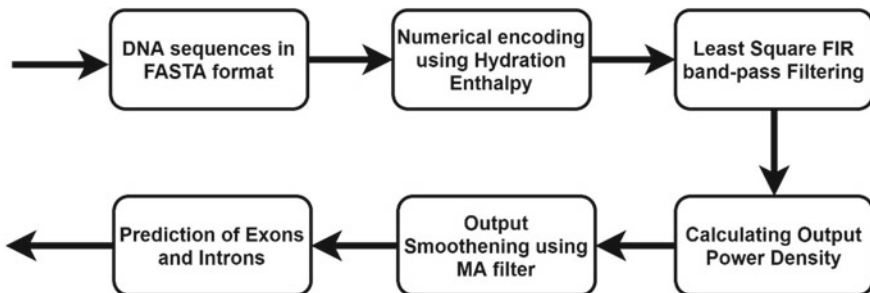 DNA sequences in
FASTA format
Numerical encoding
using Hydration
Enthalpy
Least Square FIR
band-pass Filtering
Calculating Output
Power Density
Output
Smoothening using
MA filter
Prediction of Exons
and Introns